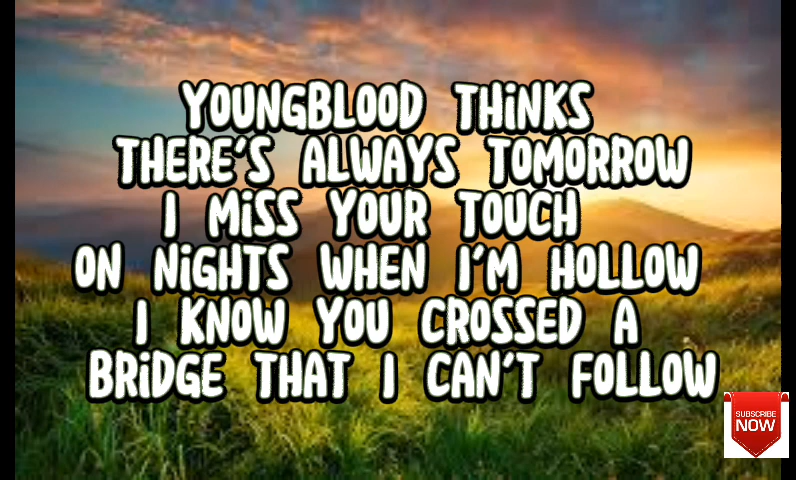 YOUNGBLOOD THiNKS
THERE'S ALWAYS TOMORROW
I MiSS YOUR TOUCH
ON NiGHTS WHEN I'M HOLLOW
I KNOW YOU CROSSED A
BRiDGE THAT I CAN'T FOLLOW
SUBSCRIBE
NOW